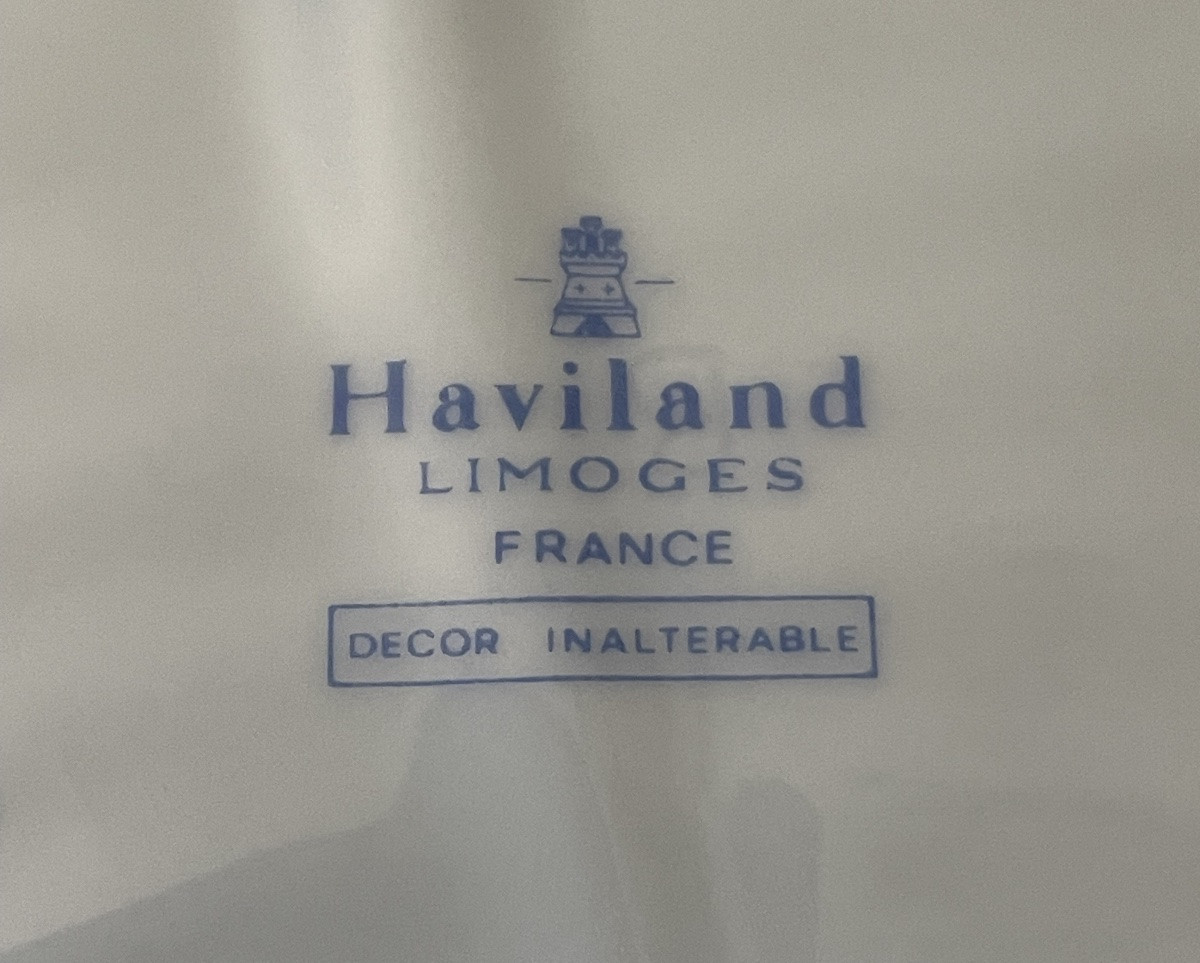 Haviland
LIMOGES
FRANCE
DECOR INALTERABLE